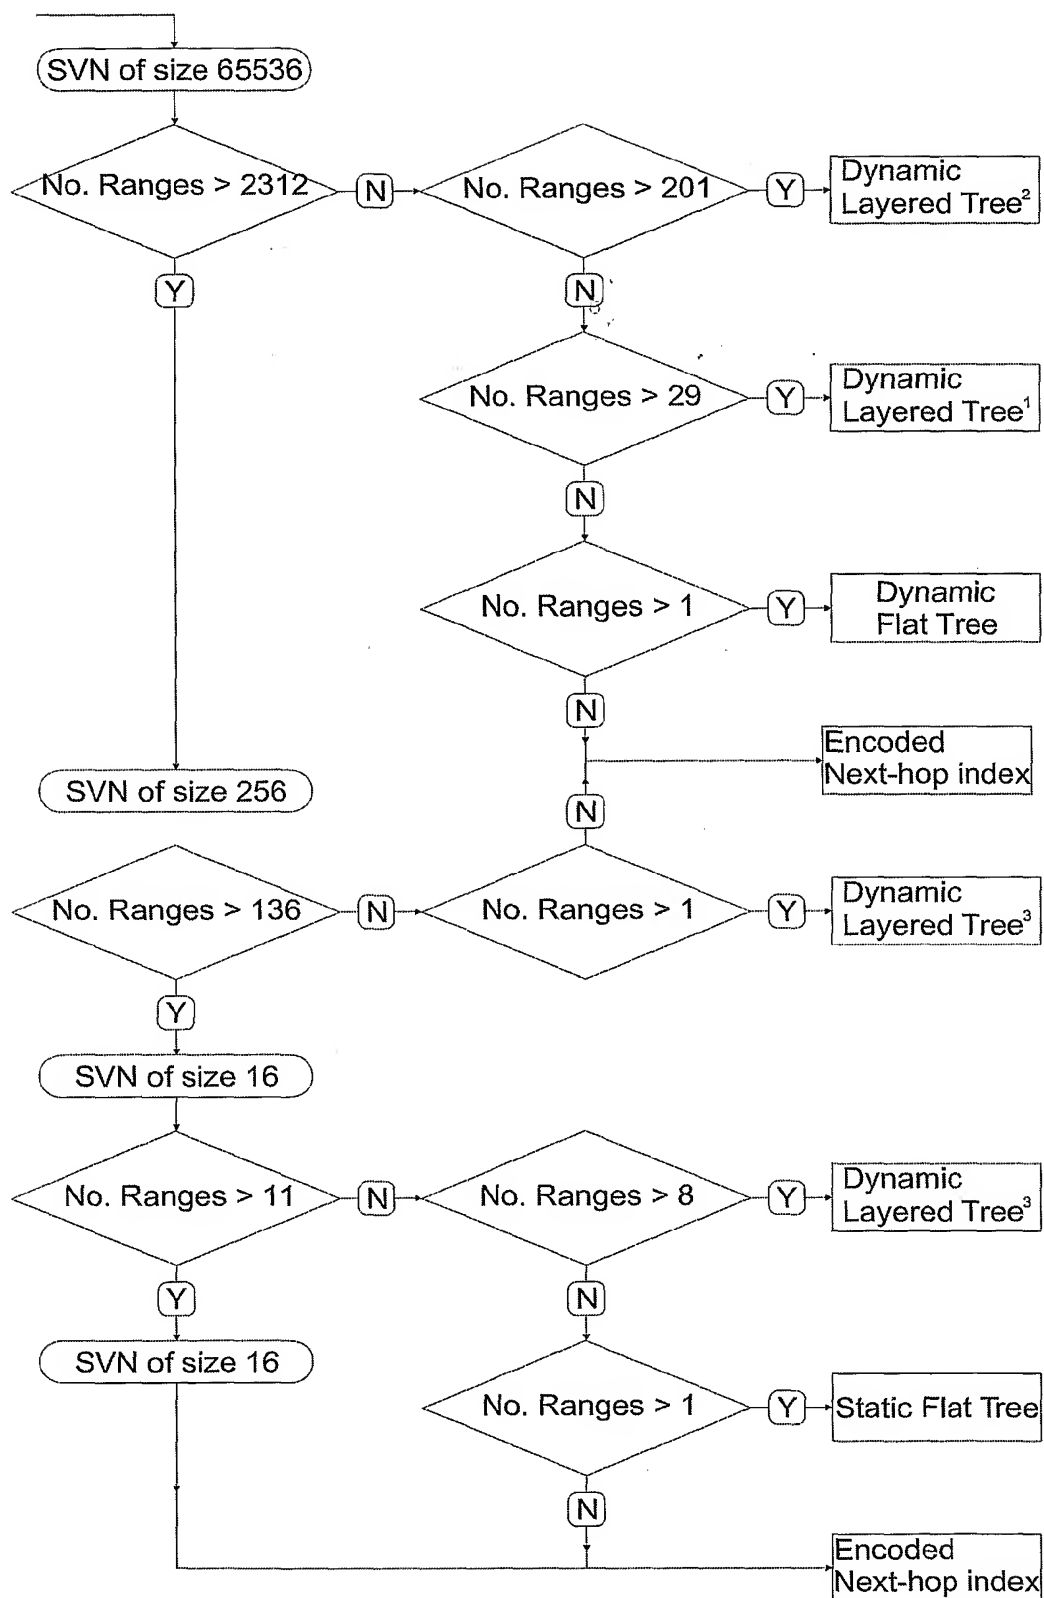 SVN of size 65536
No. Ranges > 2312
N
No. Ranges > 201
Y
Dynamic
Layered Tree²
Y
N
No. Ranges > 29
Y
Dynamic
Layered Tree¹
N
No. Ranges > 1
Y
Dynamic
Flat Tree
N
Encoded
Next-hop index
SVN of size 256
N
No. Ranges > 136
N
No. Ranges > 1
Y
Dynamic
Layered Tree³
Y
SVN of size 16
No. Ranges > 11
N
No. Ranges > 8
Y
Dynamic
Layered Tree³
Y
N
SVN of size 16
No. Ranges > 1
Y
Static Flat Tree
N
Encoded
Next-hop index